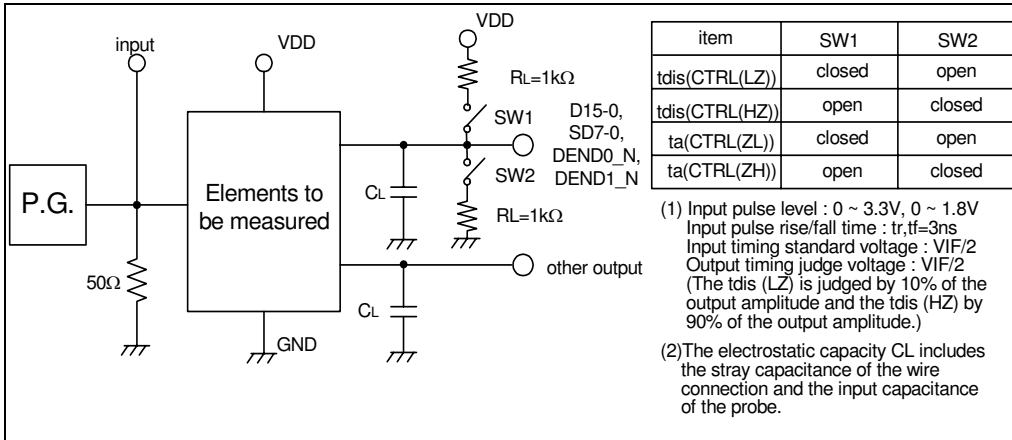 input
VDD
VDD
RL=1kΩ
SW1
D15-0,
SD7-0,
DEND0_N,
DEND1_N
SW2
P.G.
Elements to
be measured
CL
RL=1kΩ
50Ω
other output
CL
GND
item SW1 SW2
tdis(CTRL(LZ)) closed open
tdis(CTRL(HZ)) open closed
ta(CTRL(ZL)) closed open
ta(CTRL(ZH)) open closed
(1) Input pulse level : 0 ~ 3.3V, 0 ~ 1.8V
Input pulse rise/fall time : tr,tf=3ns
Input timing standard voltage : VIF/2
Output timing judge voltage : VIF/2
(The tdis (LZ) is judged by 10% of the
output amplitude and the tdis (HZ) by
90% of the output amplitude.)
(2)The electrostatic capacity CL includes
the stray capacitance of the wire
connection and the input capacitance
of the probe.